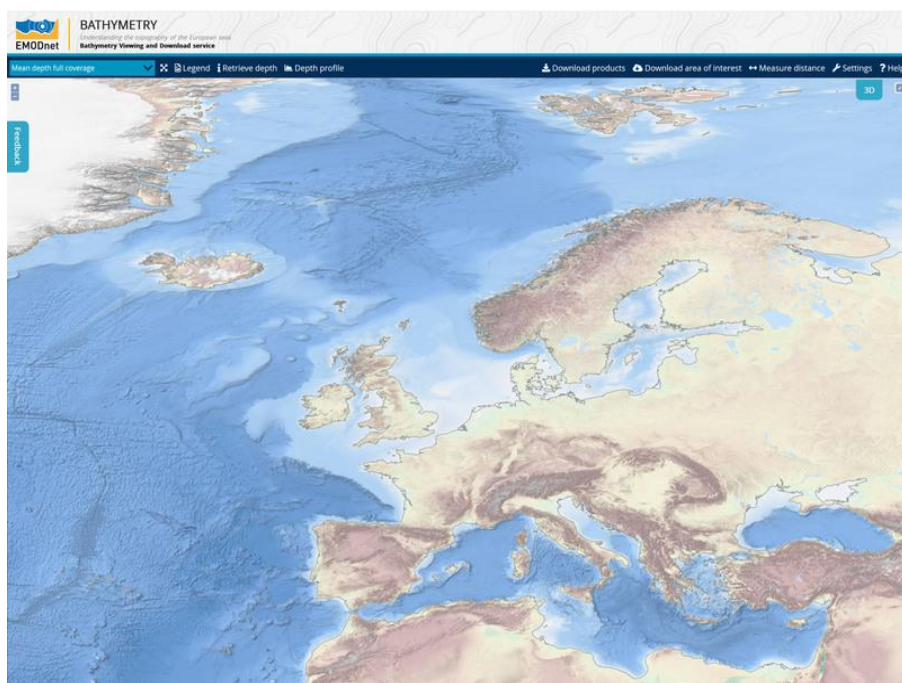 BATHYMETRY
Understanding the topography of the European seas
EMODnet
Bathymetry Viewing and Download service
Mean depth full coverage
Legend
Retrieve depth
Depth profile
Download products
Download area of interest
Measure distance
Settings
Help
3D
Feedback